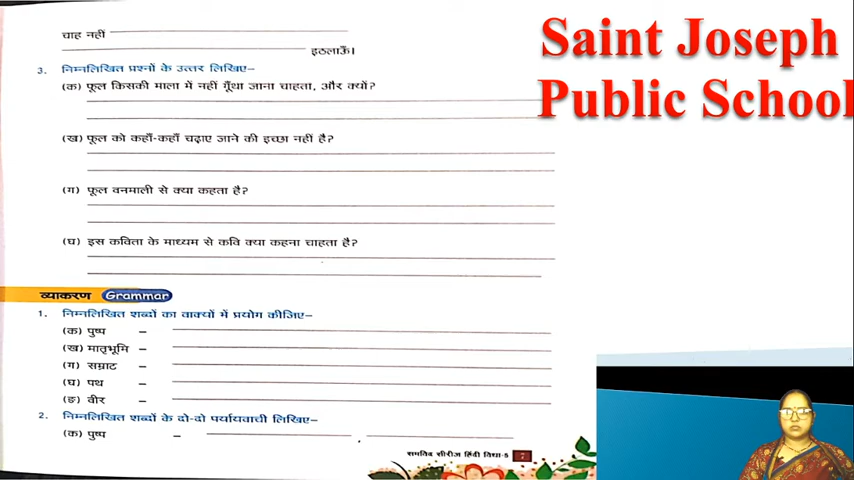 चाह नहीं
इठलाऊँ।
3. निम्नलिखित प्रश्नों के उत्तर लिखिए–
(क) फूल किसकी माला में नहीं गूँथा जाना चाहता, और क्यों?
(ख) फूल को कहाँ-कहाँ चढ़ाए जाने की इच्छा नहीं है?
(ग) फूल वनमाली से क्या कहता है?
(घ) इस कविता के माध्यम से कवि क्या कहना चाहता है?
व्याकरण Grammar
1. निम्नलिखित शब्दों का वाक्यों में प्रयोग कीजिए–
(क) पुष्प –
(ख) मातृभूमि –
(ग) सम्राट –
(घ) पथ –
(ङ) वीर –
2. निम्नलिखित शब्दों के दो-दो पर्यायवाची लिखिए–
(क) पुष्प –
सीरीज हिंदी विद्या-5 7
Saint Joseph
Public School